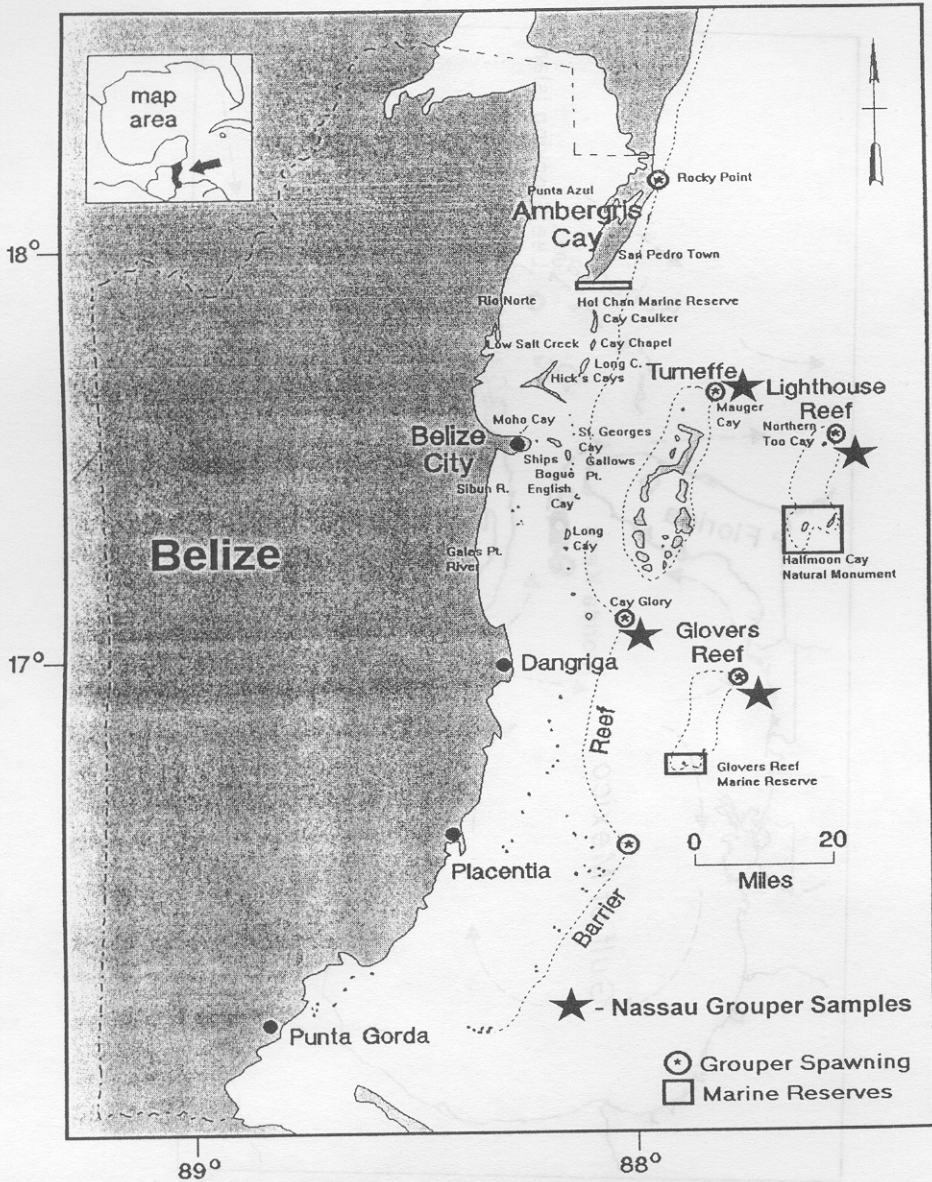 map
area
Rocky Point
Punta Azul
Ambergris
Cay
18°
San Pedro Town
Rio Norte
Hol Chan Marine Reserve
Cay Caulker
Low Salt Creek
Cay Chapel
Long C.
Hick's Cays
Turneffe
Mauger
Cay
Lighthouse
Reef
Northern
Too Cay
Moho Cay
Belize
City
St. Georges
Cay
Ships
Bogue
Gallows
Pt.
Sibun R.
English
Cay
Long
Cay
Belize
Gales Pt.
River
Halfmoon Cay
Natural Monument
Cay Glory
Glovers
Reef
17°
Dangriga
Reef
Glovers Reef
Marine Reserve
0
20
Miles
Placentia
Barrier
- Nassau Grouper Samples
Punta Gorda
Grouper Spawning
Marine Reserves
89°
88°